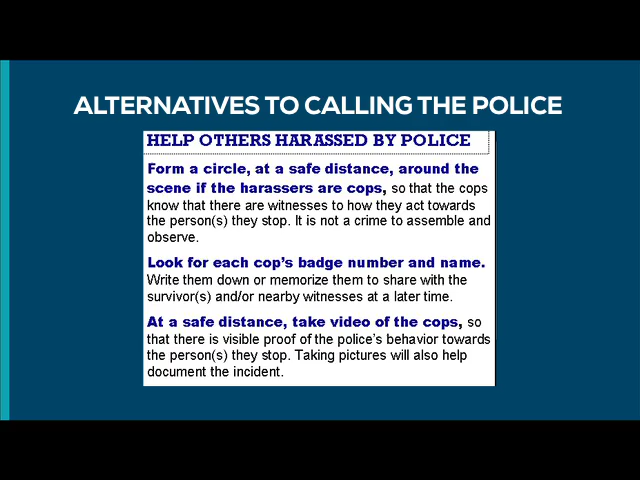 ALTERNATIVES TO CALLING THE POLICE
HELP OTHERS HARASSED BY POLICE
Form a circle, at a safe distance, around the
scene if the harassers are cops, so that the cops
know that there are witnesses to how they act towards
the person(s) they stop. It is not a crime to assemble and
observe.
Look for each cop's badge number and name.
Write them down or memorize them to share with the
survivor(s) and/or nearby witnesses at a later time.
At a safe distance, take video of the cops, so
that there is visible proof of the police's behavior towards
the person(s) they stop. Taking pictures will also help
document the incident.